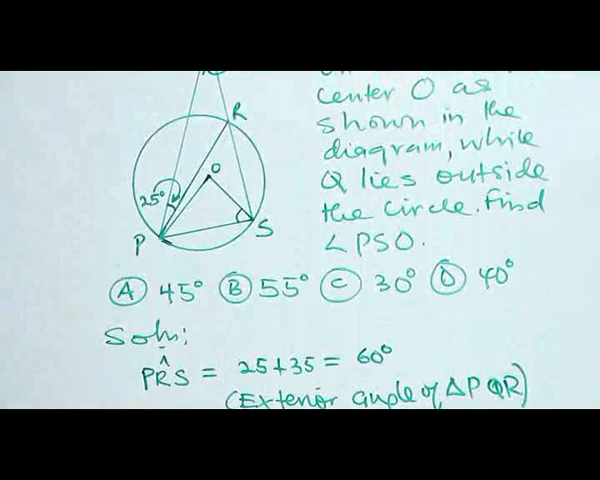 center O as
shown in the
diagram, while
Q lies outside
the circle. Find
∠PSO.
R
O
25°
S
P
(A) 45° (B) 55° (C) 30° (D) 40°
Soln:
PR̂S = 25+35 = 60°
(Exterior angle of ΔPQR)